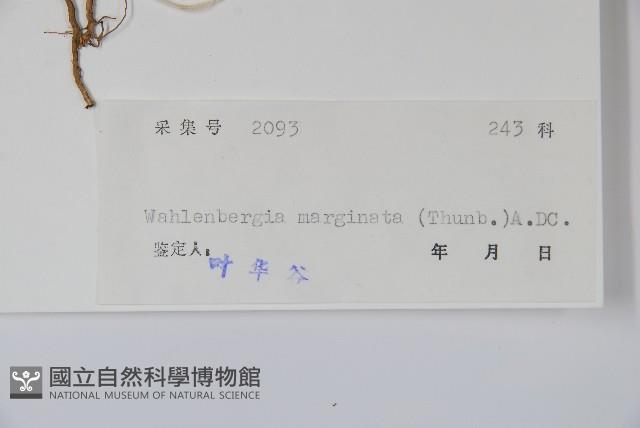 采集号 2093 243 科
Wahlenbergia marginata (Thunb.)A.DC.
鉴定人: 年 月 日
叶华谷
國立自然科學博物館
NATIONAL MUSEUM OF NATURAL SCIENCE